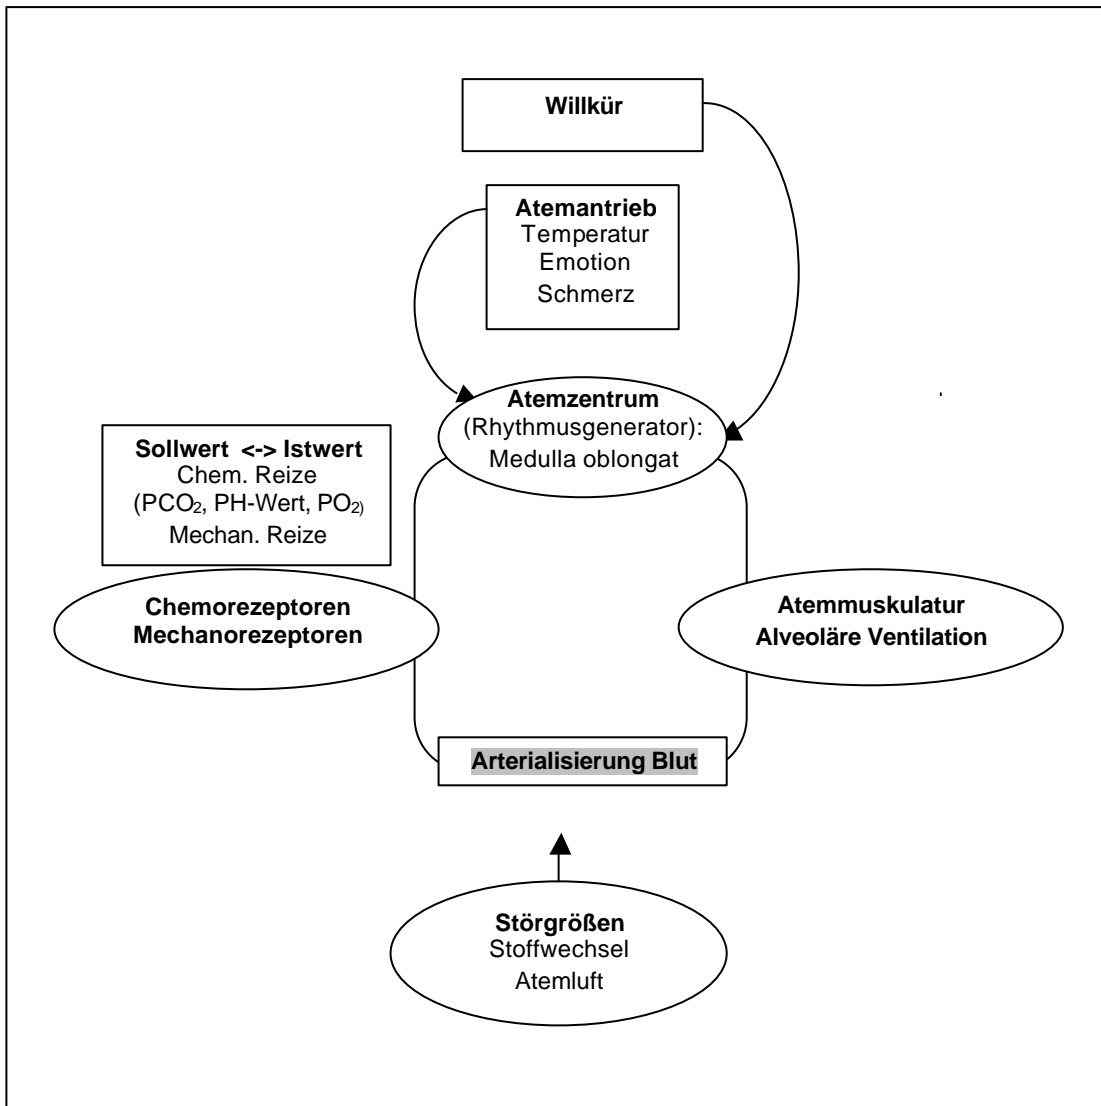 Willkür
Atemantrieb
Temperatur
Emotion
Schmerz
Atemzentrum
(Rhythmusgenerator):
Medulla oblongat
Sollwert <-> Istwert
Chem. Reize
(PCO₂, PH-Wert, PO₂)
Mechan. Reize
Chemorezeptoren
Mechanorezeptoren
Atemmuskulatur
Alveoläre Ventilation
Arterialisierung Blut
Störgrößen
Stoffwechsel
Atemluft